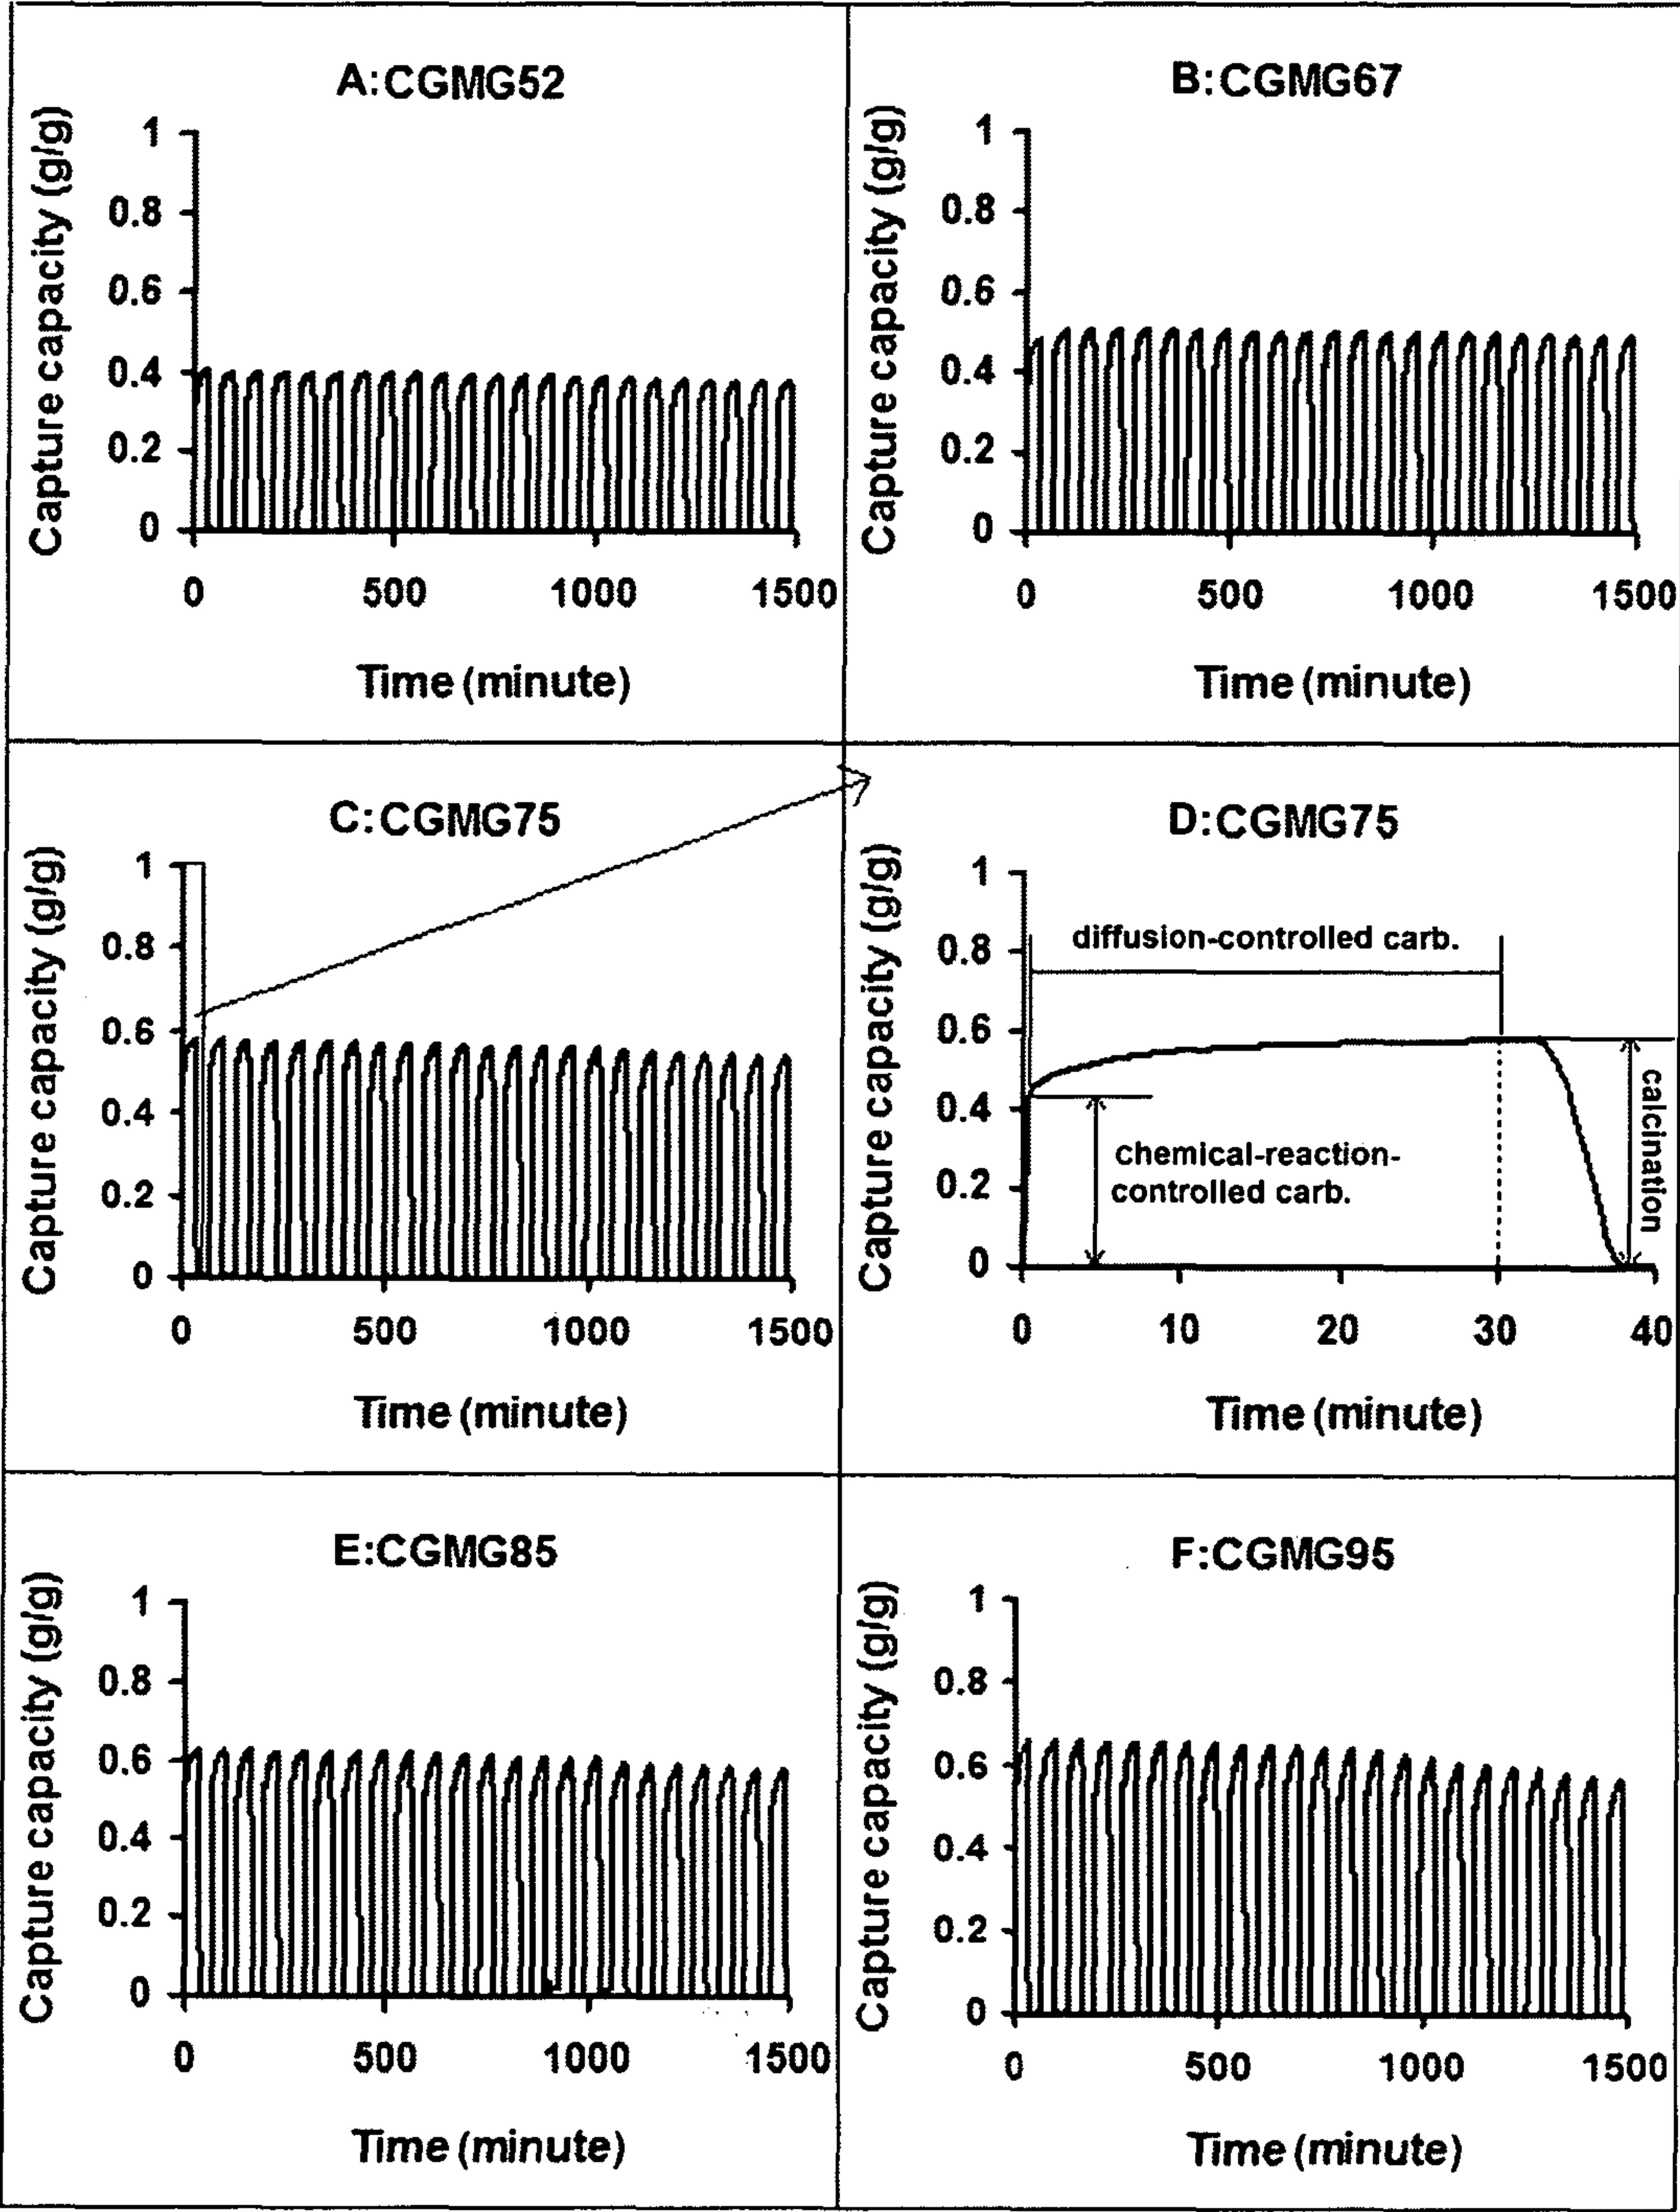 A:CGMG52
Capture capacity (g/g)
1
0.8
0.6
0.4
0.2
0
0 500 1000 1500
Time (minute)
B:CGMG67
Capture capacity (g/g)
1
0.8
0.6
0.4
0.2
0
0 500 1000 1500
Time (minute)
C:CGMG75
Capture capacity (g/g)
1
0.8
0.6
0.4
0.2
0
0 500 1000 1500
Time (minute)
D:CGMG75
Capture capacity (g/g)
1
0.8
0.6
0.4
0.2
0
diffusion-controlled carb.
chemical-reaction-
controlled carb.
calcination
0 10 20 30 40
Time (minute)
E:CGMG85
Capture capacity (g/g)
1
0.8
0.6
0.4
0.2
0
0 500 1000 1500
Time (minute)
F:CGMG95
Capture capacity (g/g)
1
0.8
0.6
0.4
0.2
0
0 500 1000 1500
Time (minute)